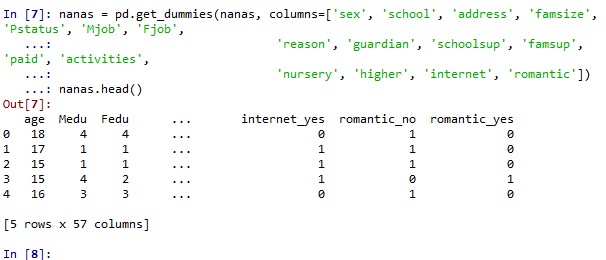 In [7]: nanas = pd.get_dummies(nanas, columns=['sex', 'school', 'address', 'famsize',
'Pstatus', 'Mjob', 'Fjob',
...: 'reason', 'guardian', 'schoolsup', 'famsup',
'paid', 'activities',
...: 'nursery', 'higher', 'internet', 'romantic'])
...: nanas.head()
Out[7]:
age Medu Fedu ... internet_yes romantic_no romantic_yes
0 18 4 4 ... 0 1 0
1 17 1 1 ... 1 1 0
2 15 1 1 ... 1 1 0
3 15 4 2 ... 1 0 1
4 16 3 3 ... 0 1 0
[5 rows x 57 columns]
In [8]: